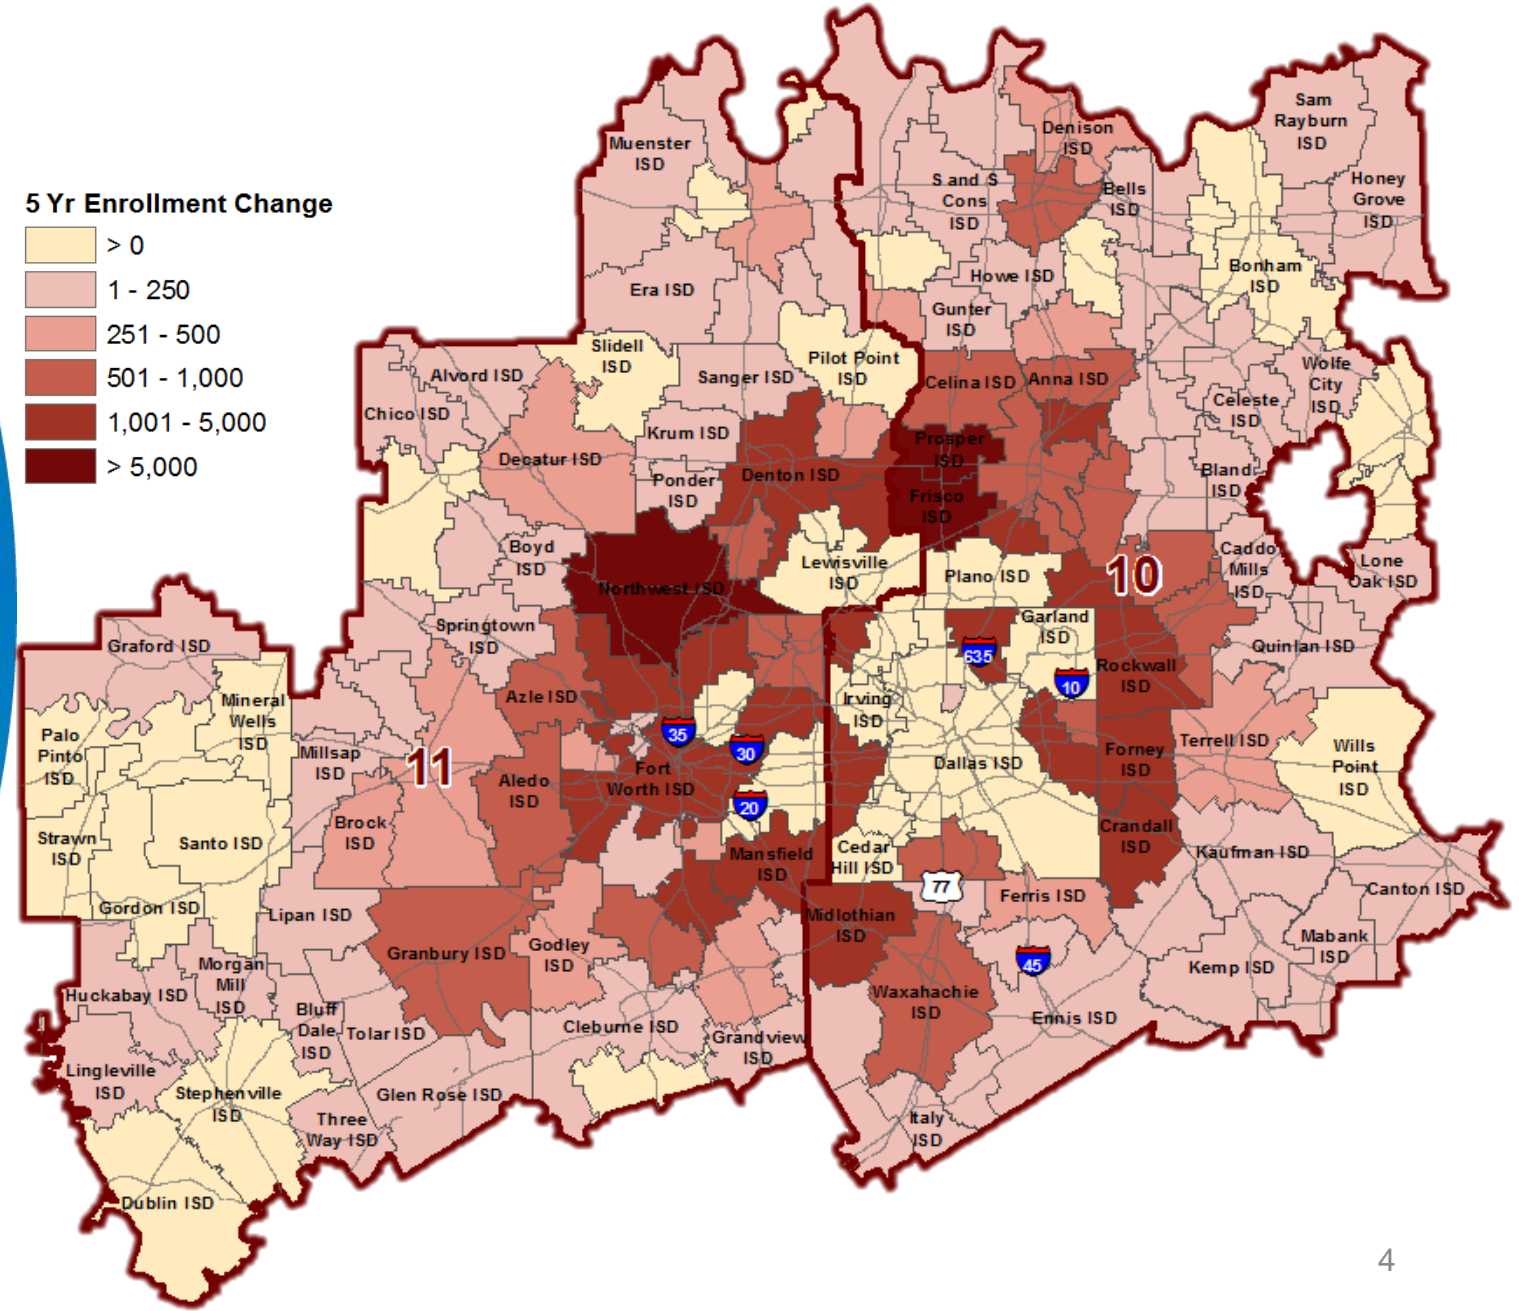 5 Yr Enrollment Change
> 0
1 - 250
251 - 500
501 - 1,000
1,001 - 5,000
> 5,000
Sam
Rayburn
ISD
Denison
ISD
Muenster
ISD
Honey
Grove
ISD
S and S
Cons
ISD
Bells
ISD
Bonham
ISD
Howe ISD
Era ISD
Gunter
ISD
Slidell
ISD
Pilot Point
ISD
Alvord ISD
Sanger ISD
Celina ISD
Anna ISD
Wolfe
City
ISD
Chico ISD
Celeste
ISD
Krum ISD
Prosper
ISD
Decatur ISD
Denton ISD
Ponder
ISD
Bland
ISD
Frisco
ISD
Boyd
ISD
Lewisville
ISD
Plano ISD
10
Caddo
Mills
ISD
Lone
Oak ISD
Northwest ISD
Springtown
ISD
Garland
ISD
Graford ISD
Quinlan ISD
635
Rockwall
ISD
10
Azle ISD
Irving
ISD
Mineral
Wells
ISD
35
30
Palo
Pinto
ISD
Millsap
ISD
11
Terrell ISD
Forney
ISD
Wills
Point
ISD
Dallas ISD
Fort
Worth ISD
Aledo
ISD
20
Brock
ISD
Crandall
ISD
Strawn
ISD
Santo ISD
Mansfield
ISD
Cedar
Hill ISD
Kaufman ISD
77
Canton ISD
Ferris ISD
Gordon ISD
Lipan ISD
Midlothian
ISD
Mabank
ISD
Granbury ISD
Godley
ISD
45
Kemp ISD
Morgan
Mill
ISD
Huckabay ISD
Waxahachie
ISD
Bluff
Dale
ISD
Tolar ISD
Cleburne ISD
Ennis ISD
Grandview
ISD
Lingleville
ISD
Stephenville
ISD
Glen Rose ISD
Three
Way ISD
Italy
ISD
Dublin ISD
4